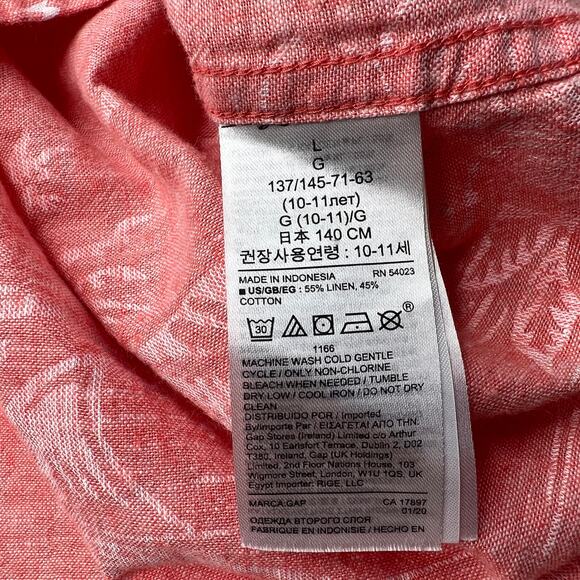 L
G
137/145-71-63
(10-11лет)
G (10-11)/G
日本 140 CM
권장사용연령 : 10-11세
MADE IN INDONESIA RN 54023
■ US/GB/EG : 55% LINEN, 45%
COTTON
30 ®
1166
MACHINE WASH COLD GENTLE
CYCLE / ONLY NON-CHLORINE
BLEACH WHEN NEEDED / TUMBLE
DRY LOW / COOL IRON / DO NOT DRY
CLEAN
DISTRIBUIDO POR / Imported
By/Importe Par / ΕΙΣΑΓΕΤΑΙ ΑΠΟ ΤΗΝ.
Gap Stores (Ireland) Limited c/o Arthur
Cox, 10 Earlsfort Terrace, Dublin 2, D02
T380, Ireland, Gap (UK Holdings)
Limited, 2nd Floor Nations House, 103
Wigmore Street, London, W1U 1QS, UK
Egypt Importer: RIGE, LLC
MARCA:GAP CA 17897
01/20
ОДЕЖДА ВТОРОГО СЛОЯ
FABRIQUE EN INDONISIE / HECHO EN